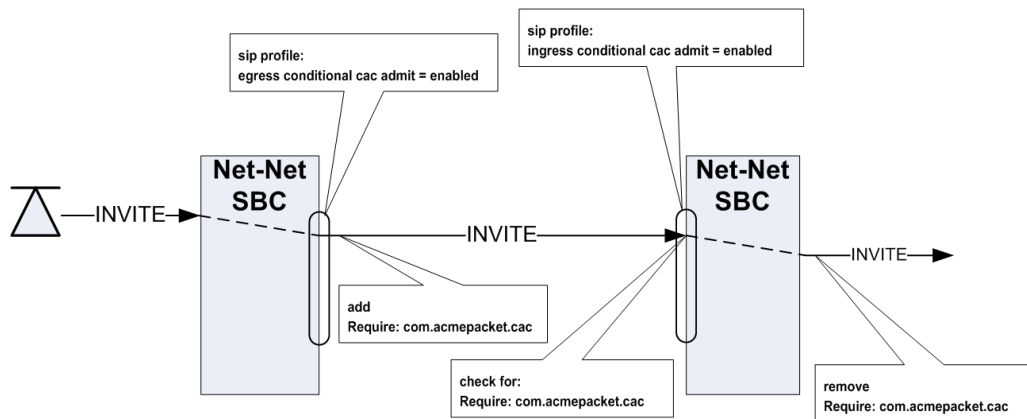 sip profile:
egress conditional cac admit = enabled
sip profile:
ingress conditional cac admit = enabled
Net-Net
SBC
Net-Net
SBC
INVITE
INVITE
INVITE
add
Require: com.acmepacket.cac
check for:
Require: com.acmepacket.cac
remove
Require: com.acmepacket.cac